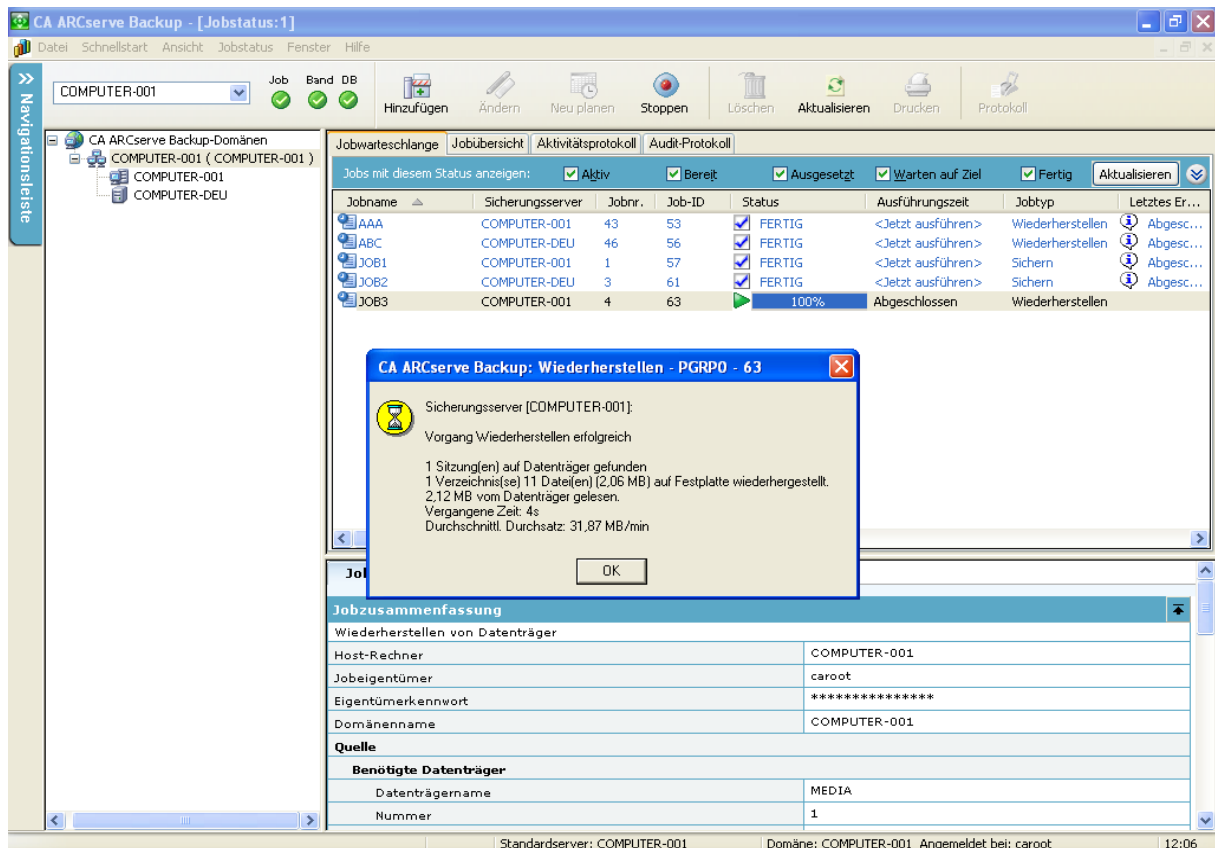 CA ARCserve Backup - [Jobstatus:1]
Datei Schnellstart Ansicht Jobstatus Fenster Hilfe
Navigationsleiste
COMPUTER-001
Job Band DB
Hinzufügen Ändern Neu planen Stoppen Löschen Aktualisieren Drucken Protokoll
CA ARCserve Backup-Domänen
COMPUTER-001 ( COMPUTER-001 )
COMPUTER-001
COMPUTER-DEU
Jobwarteschlange Jobübersicht Aktivitätsprotokoll Audit-Protokoll
Jobs mit diesem Status anzeigen: Aktiv Bereit Ausgesetzt Warten auf Ziel Fertig Aktualisieren
Jobname Sicherungsserver Jobnr. Job-ID Status Ausführungszeit Jobtyp Letztes Er...
AAA COMPUTER-001 43 53 FERTIG <Jetzt ausführen> Wiederherstellen Abgesc...
ABC COMPUTER-DEU 46 56 FERTIG <Jetzt ausführen> Wiederherstellen Abgesc...
JOB1 COMPUTER-001 1 57 FERTIG <Jetzt ausführen> Sichern Abgesc...
JOB2 COMPUTER-DEU 3 61 FERTIG <Jetzt ausführen> Sichern Abgesc...
JOB3 COMPUTER-001 4 63 100% Abgeschlossen Wiederherstellen
CA ARCserve Backup: Wiederherstellen - PGRP0 - 63
Sicherungsserver [COMPUTER-001]:
Vorgang Wiederherstellen erfolgreich
1 Sitzung(en) auf Datenträger gefunden
1 Verzeichnis(se) 11 Datei(en) (2,06 MB) auf Festplatte wiederhergestellt.
2,12 MB vom Datenträger gelesen.
Vergangene Zeit: 4s
Durchschnittl. Durchsatz: 31,87 MB/min
OK
Jobzusammenfassung
Wiederherstellen von Datenträger
Host-Rechner COMPUTER-001
Jobeigentümer caroot
Eigentümerkennwort ***************
Domänenname COMPUTER-001
Quelle
Benötigte Datenträger
Datenträgername MEDIA
Nummer 1
Standardserver: COMPUTER-001 Domäne: COMPUTER-001 Angemeldet bei: caroot 12:06